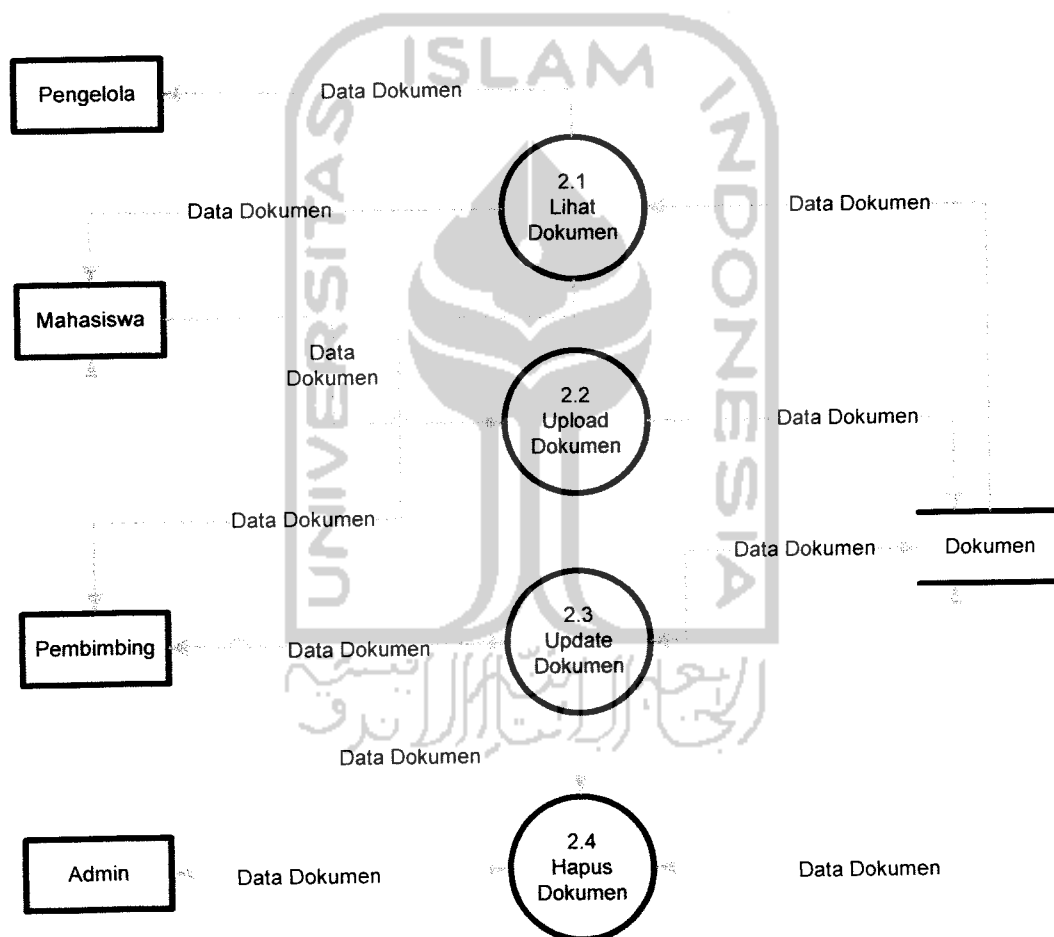 ISLAM
UNIVERSITAS
INDONESIA
Pengelola
Data Dokumen
2.1
Lihat
Dokumen
Data Dokumen
Data Dokumen
Mahasiswa
Data
Dokumen
2.2
Upload
Dokumen
Data Dokumen
Data Dokumen
Data Dokumen
Dokumen
2.3
Update
Dokumen
Pembimbing
Data Dokumen
Data Dokumen
2.4
Hapus
Dokumen
Admin
Data Dokumen
Data Dokumen